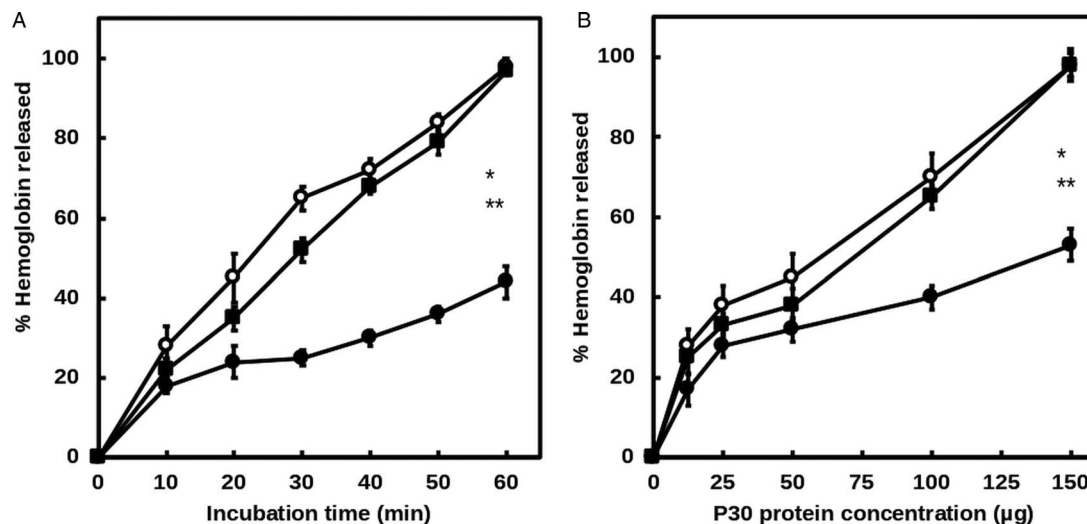 A
% Hemoglobin released
100
80
60
40
20
0
*
**
0 10 20 30 40 50 60
Incubation time (min)
B
% Hemoglobin released
100
80
60
40
20
0
*
**
0 25 50 75 100 125 150
P30 protein concentration (μg)